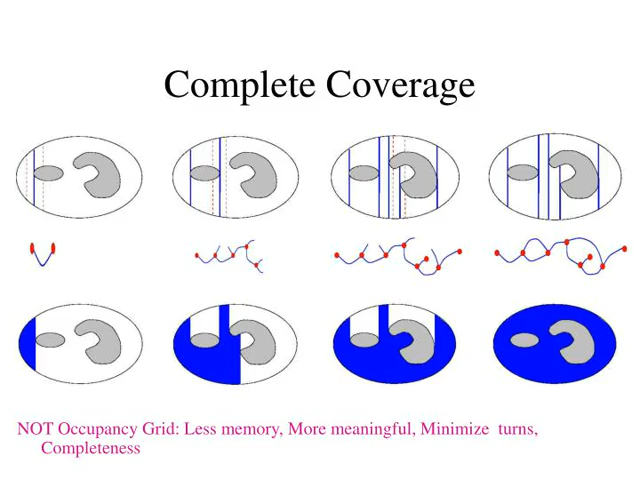 Complete Coverage
NOT Occupancy Grid: Less memory, More meaningful, Minimize  turns,
Completeness